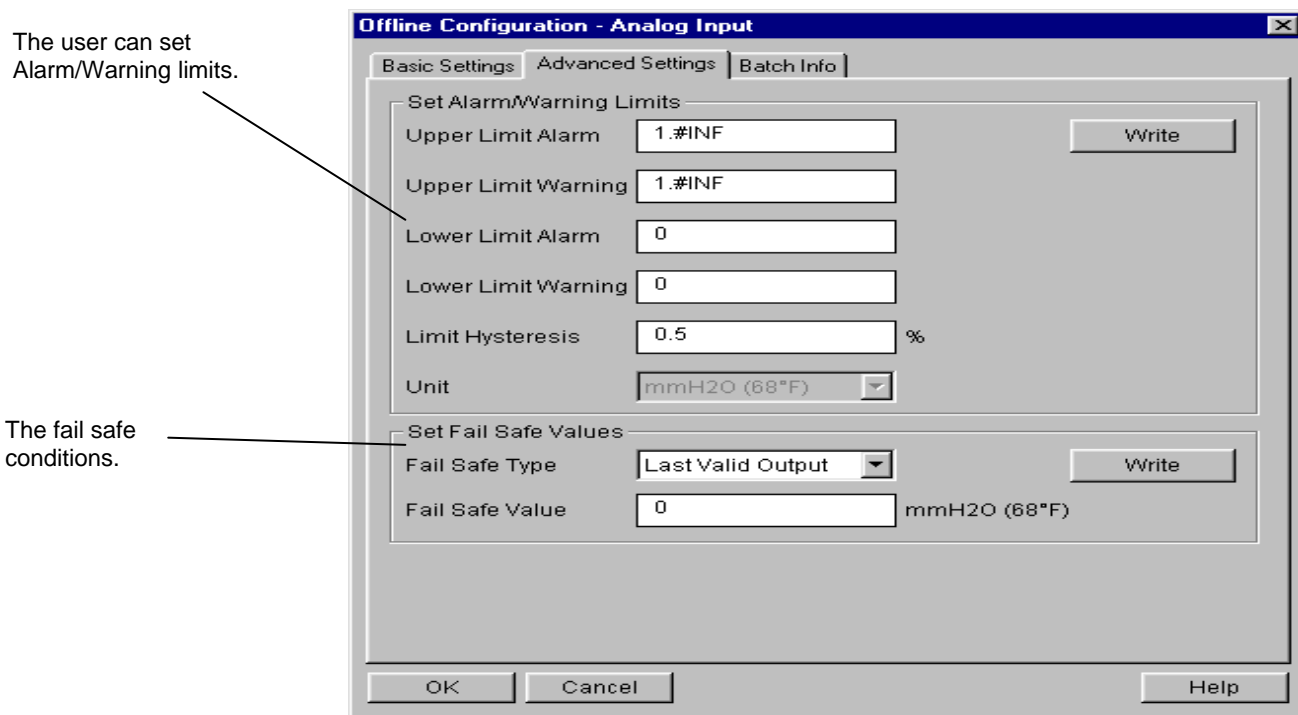 The user can set
Alarm/Warning limits.
The fail safe
conditions.
Offline Configuration - Analog Input
Basic Settings Advanced Settings Batch Info
Set Alarm/Warning Limits
Upper Limit Alarm 1.#INF Write
Upper Limit Warning 1.#INF
Lower Limit Alarm 0
Lower Limit Warning 0
Limit Hysteresis 0.5 %
Unit mmH2O (68°F)
Set Fail Safe Values
Fail Safe Type Last Valid Output Write
Fail Safe Value 0 mmH2O (68°F)
OK Cancel Help